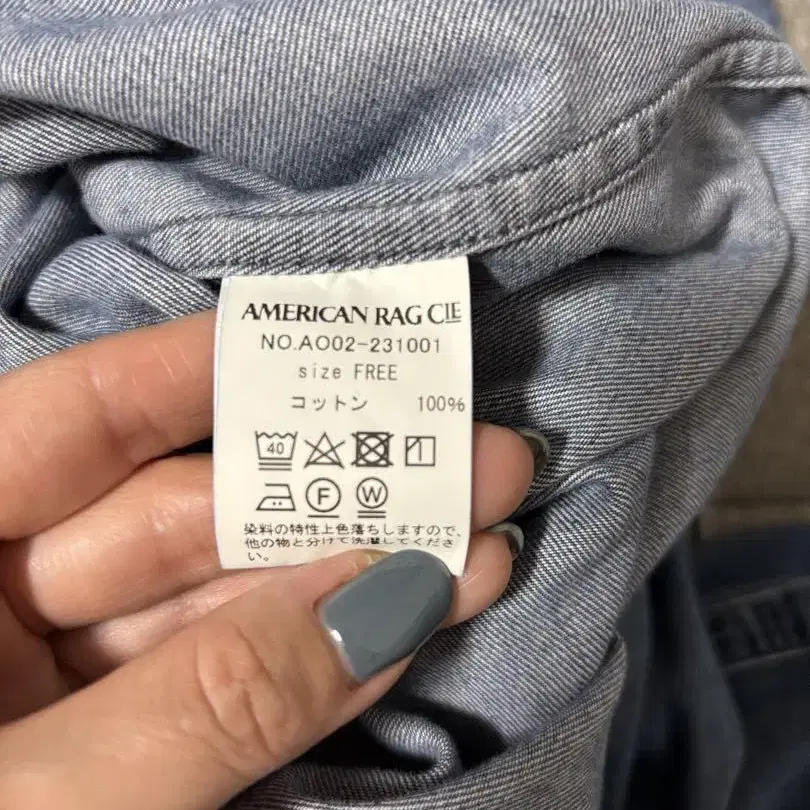 AMERICAN RAG CIE
NO.AO02-231001
size FREE
コットン 100%
40
F W
染料の特性上色落ちしますので、
他の物と分けて洗濯してくださ
い。